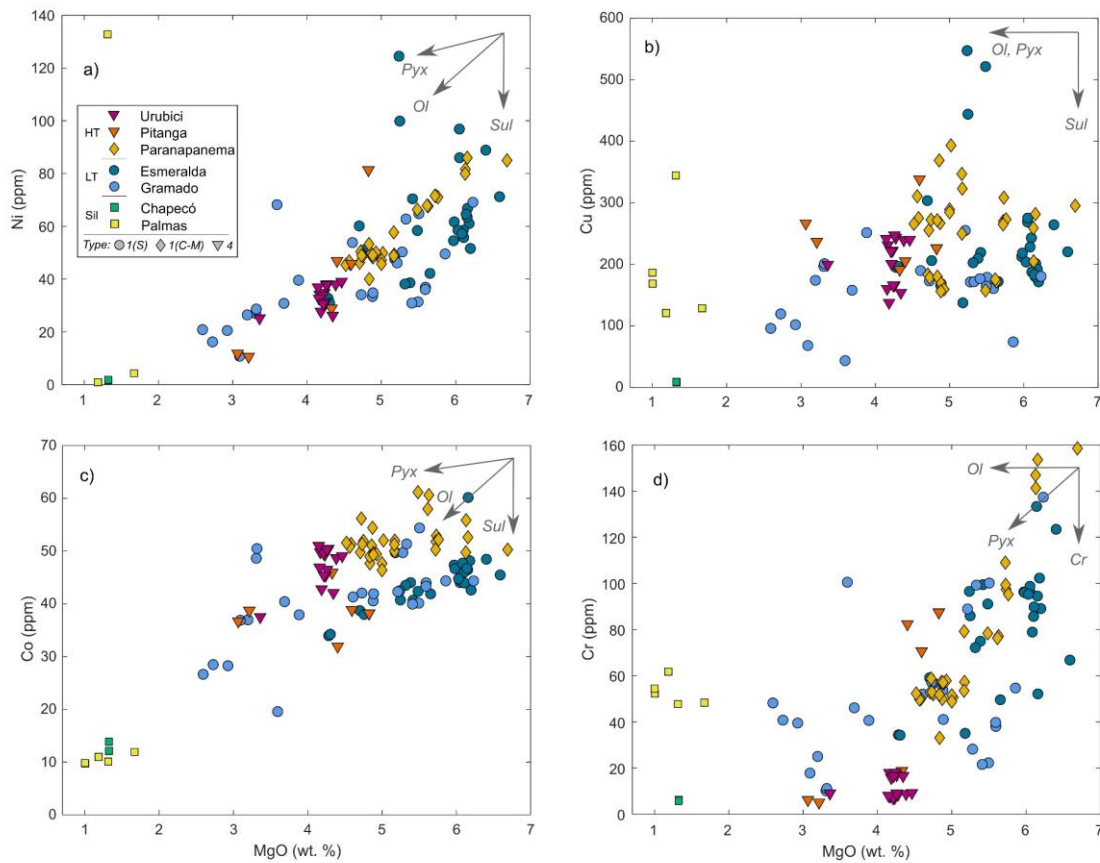 a)
Ni (ppm)
140
120
100
80
60
40
20
0
1 2 3 4 5 6 7
Pyx
Ol
Sul
HT
Urubici
Pitanga
Paranapanema
LT
Esmeralda
Gramado
Sil
Chapecó
Palmas
Type: 1(S) 1(C-M) 4
b)
Cu (ppm)
600
500
400
300
200
100
0
1 2 3 4 5 6 7
Ol, Pyx
Sul
c)
Co (ppm)
70
60
50
40
30
20
10
0
1 2 3 4 5 6 7
MgO (wt. %)
Pyx
Ol
Sul
d)
Cr (ppm)
160
140
120
100
80
60
40
20
0
1 2 3 4 5 6 7
MgO (wt. %)
Ol
Pyx
Cr